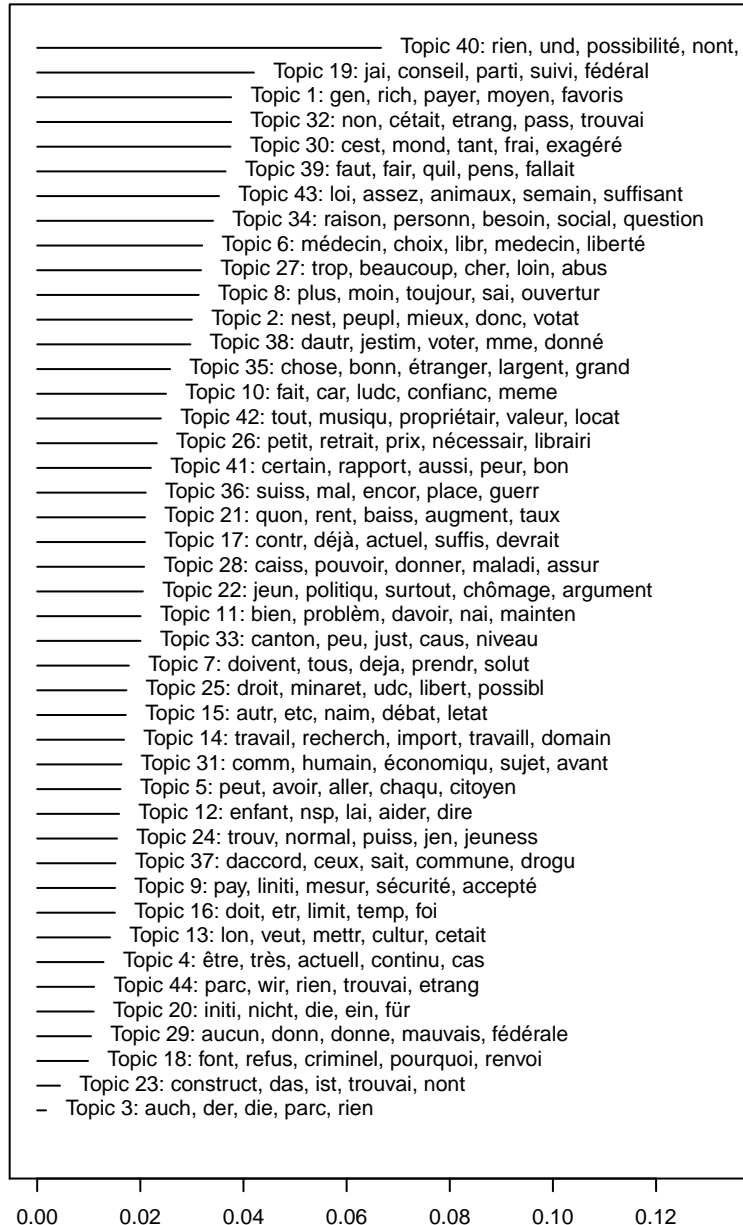 Topic 40: rien, und, possibilité, nont,
Topic 19: jai, conseil, parti, suivi, fédéral
Topic 1: gen, rich, payer, moyen, favoris
Topic 32: non, cétait, etrang, pass, trouvai
Topic 30: cest, mond, tant, frai, exagéré
Topic 39: faut, fair, quil, pens, fallait
Topic 43: loi, assez, animaux, semain, suffisant
Topic 34: raison, personn, besoin, social, question
Topic 6: médecin, choix, libr, medecin, liberté
Topic 27: trop, beaucoup, cher, loin, abus
Topic 8: plus, moin, toujour, sai, ouvertur
Topic 2: nest, peupl, mieux, donc, votat
Topic 38: dautr, jestim, voter, mme, donné
Topic 35: chose, bonn, étranger, largent, grand
Topic 10: fait, car, ludc, confianc, meme
Topic 42: tout, musiqu, propriétair, valeur, locat
Topic 26: petit, retrait, prix, nécessair, librairi
Topic 41: certain, rapport, aussi, peur, bon
Topic 36: suiss, mal, encor, place, guerr
Topic 21: quon, rent, baiss, augment, taux
Topic 17: contr, déjà, actuel, suffis, devrait
Topic 28: caiss, pouvoir, donner, maladi, assur
Topic 22: jeun, politiqu, surtout, chômage, argument
Topic 11: bien, problèm, davoir, nai, mainten
Topic 33: canton, peu, just, caus, niveau
Topic 7: doivent, tous, deja, prendr, solut
Topic 25: droit, minaret, udc, libert, possibl
Topic 15: autr, etc, naim, débat, letat
Topic 14: travail, recherch, import, travaill, domain
Topic 31: comm, humain, économiqu, sujet, avant
Topic 5: peut, avoir, aller, chaqu, citoyen
Topic 12: enfant, nsp, lai, aider, dire
Topic 24: trouv, normal, puiss, jen, jeuness
Topic 37: daccord, ceux, sait, commune, drogu
Topic 9: pay, liniti, mesur, sécurité, accepté
Topic 16: doit, etr, limit, temp, foi
Topic 13: lon, veut, mettr, cultur, cetait
Topic 4: être, très, actuell, continu, cas
Topic 44: parc, wir, rien, trouvai, etrang
Topic 20: initi, nicht, die, ein, für
Topic 29: aucun, donn, donne, mauvais, fédérale
Topic 18: font, refus, criminel, pourquoi, renvoi
Topic 23: construct, das, ist, trouvai, nont
Topic 3: auch, der, die, parc, rien
0.00 0.02 0.04 0.06 0.08 0.10 0.12